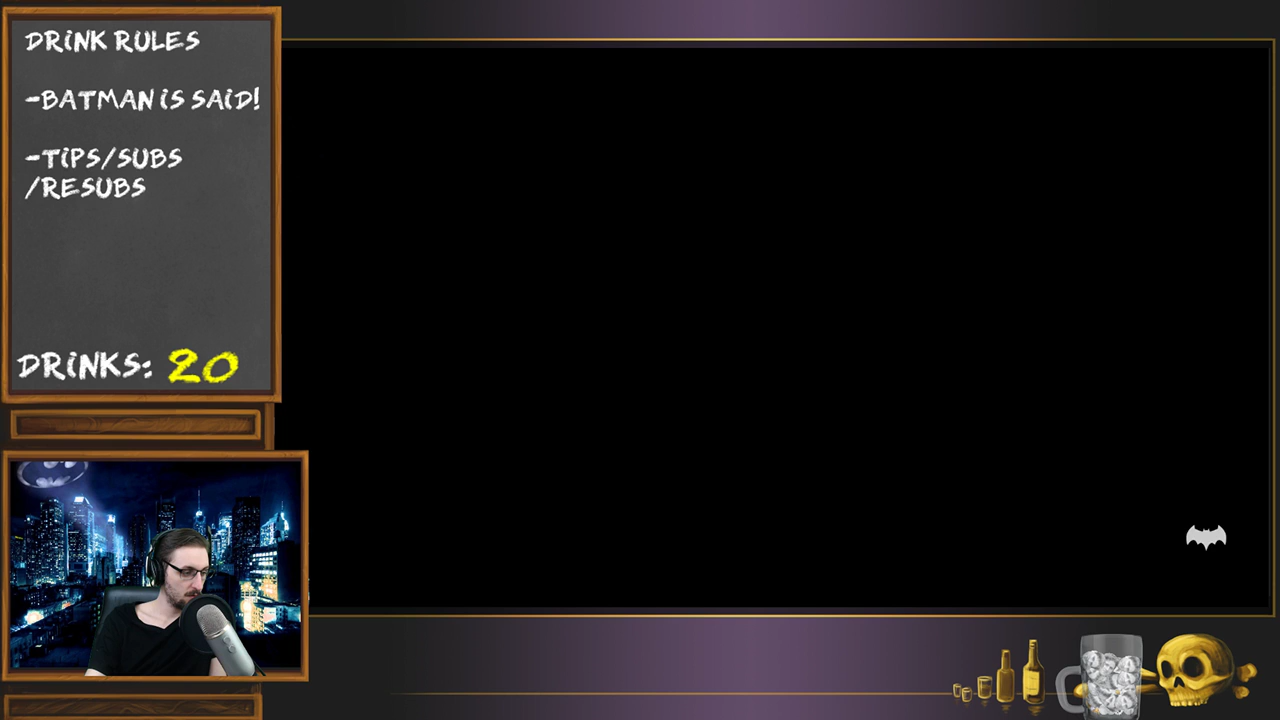 DRINK RULES
-BATMAN IS SAID!
-TIPS/SUBS
/RESUBS
DRINKS: 20